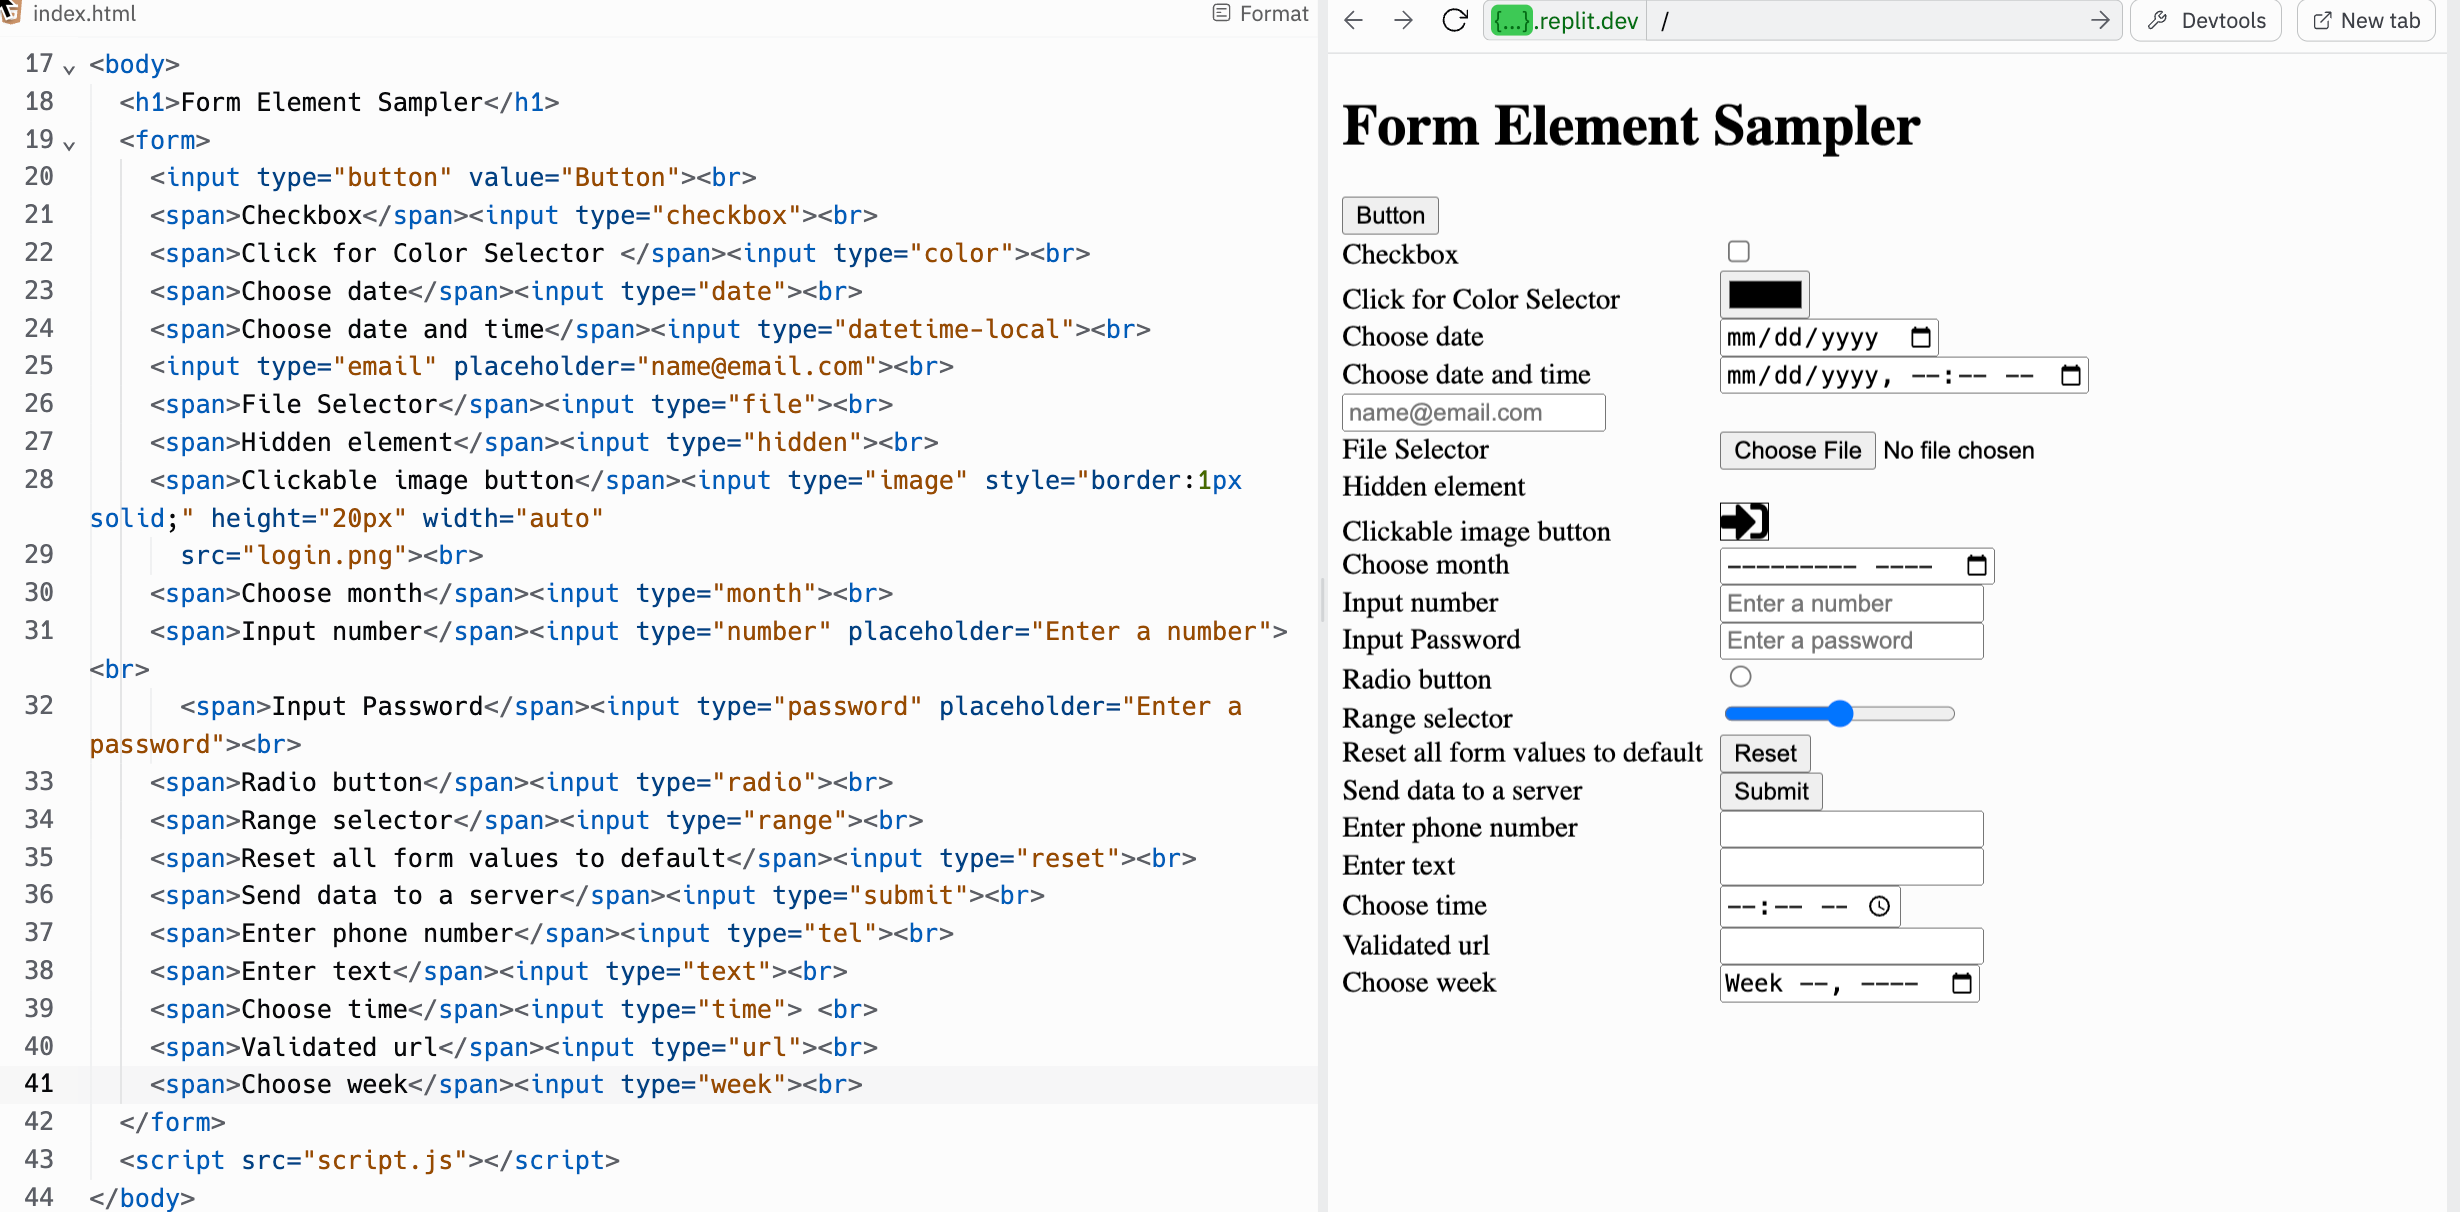 index.html
Format
17 <body>
18 <h1>Form Element Sampler</h1>
19 <form>
20 <input type="button" value="Button"><br>
21 <span>Checkbox</span><input type="checkbox"><br>
22 <span>Click for Color Selector </span><input type="color"><br>
23 <span>Choose date</span><input type="date"><br>
24 <span>Choose date and time</span><input type="datetime-local"><br>
25 <input type="email" placeholder="name@email.com"><br>
26 <span>File Selector</span><input type="file"><br>
27 <span>Hidden element</span><input type="hidden"><br>
28 <span>Clickable image button</span><input type="image" style="border:1px
solid;" height="20px" width="auto"
29 src="login.png"><br>
30 <span>Choose month</span><input type="month"><br>
31 <span>Input number</span><input type="number" placeholder="Enter a number">
<br>
32 <span>Input Password</span><input type="password" placeholder="Enter a
password"><br>
33 <span>Radio button</span><input type="radio"><br>
34 <span>Range selector</span><input type="range"><br>
35 <span>Reset all form values to default</span><input type="reset"><br>
36 <span>Send data to a server</span><input type="submit"><br>
37 <span>Enter phone number</span><input type="tel"><br>
38 <span>Enter text</span><input type="text"><br>
39 <span>Choose time</span><input type="time"> <br>
40 <span>Validated url</span><input type="url"><br>
41 <span>Choose week</span><input type="week"><br>
42 </form>
43 <script src="script.js"></script>
44 </body>
{...}.replit.dev /
Devtools
New tab
Form Element Sampler
Button
Checkbox
Click for Color Selector
Choose date mm/dd/yyyy
Choose date and time mm/dd/yyyy, --:-- --
name@email.com
File Selector Choose File No file chosen
Hidden element
Clickable image button
Choose month --------- ----
Input number Enter a number
Input Password Enter a password
Radio button
Range selector
Reset all form values to default Reset
Send data to a server Submit
Enter phone number
Enter text
Choose time --:-- --
Validated url
Choose week Week --, ----